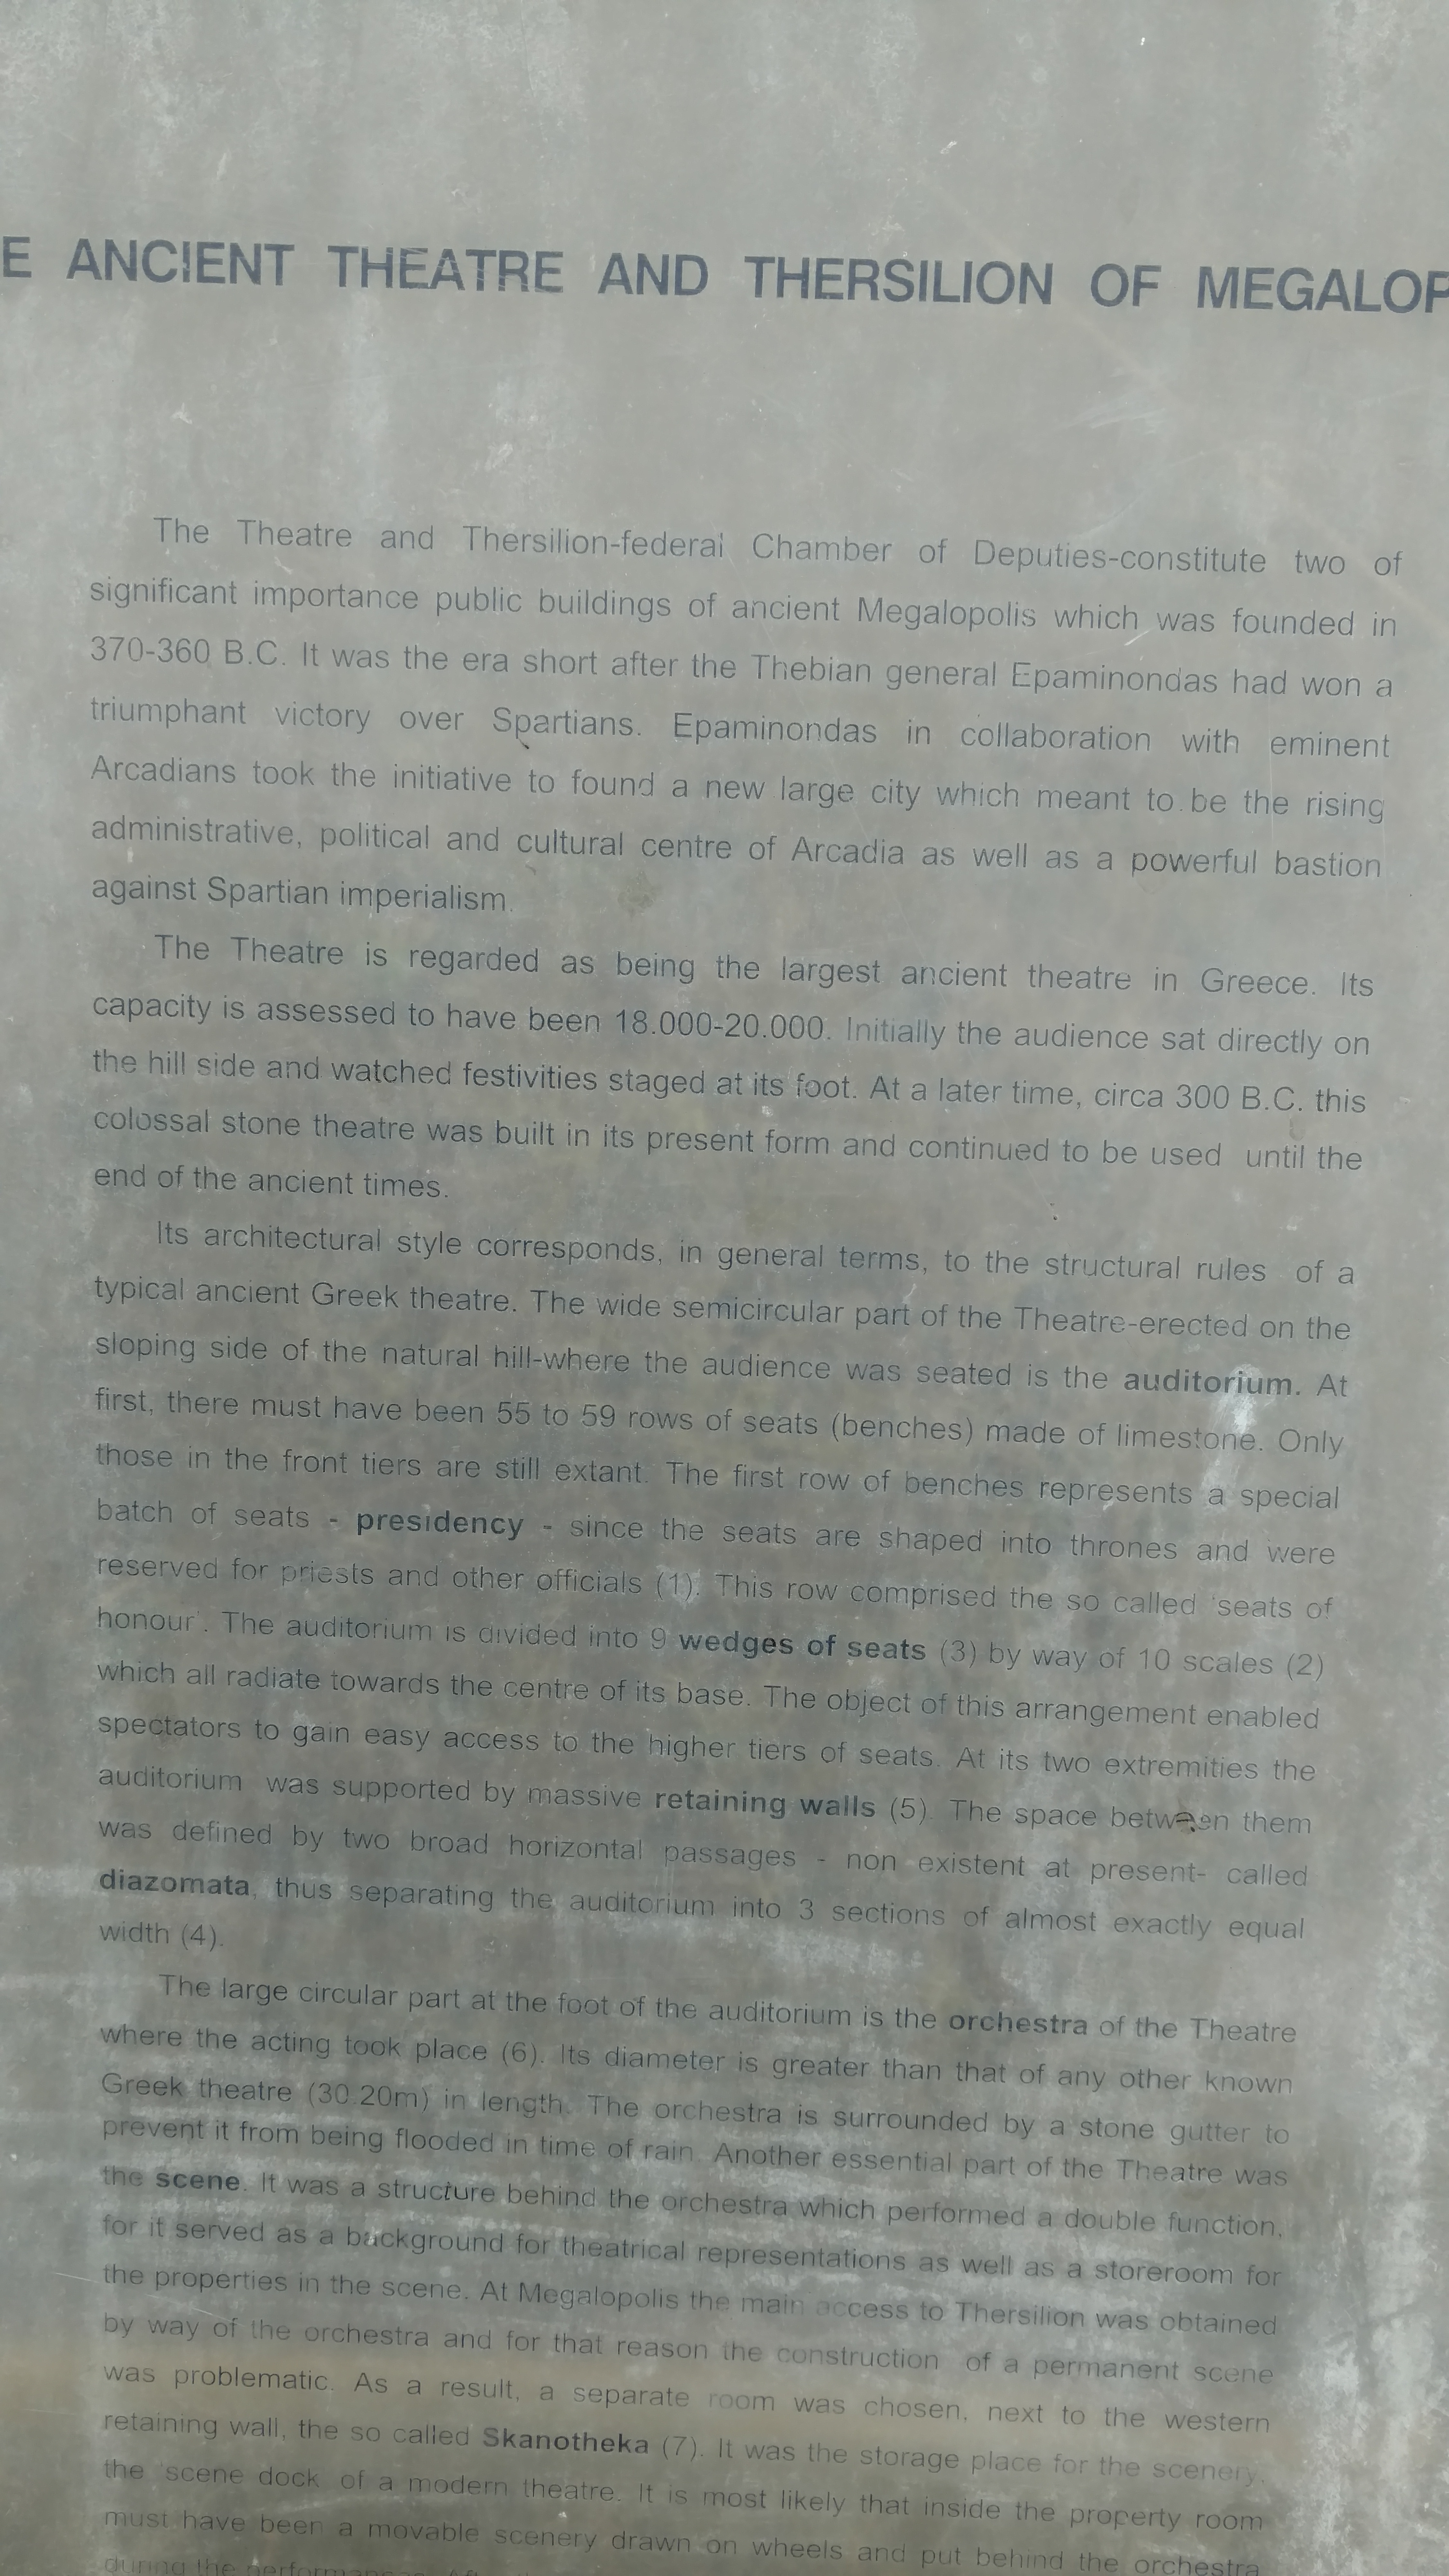 E ANCIENT THEATRE AND THERSILION OF MEGALOP
The Theatre and Thersilion-federal Chamber of Deputies-constitute two of
significant importance public buildings of ancient Megalopolis which was founded in
370-360 B.C. It was the era short after the Thebian general Epaminondas had won a
triumphant victory over Spartians. Epaminondas in collaboration with eminent
Arcadians took the initiative to found a new large city which meant to be the rising
administrative, political and cultural centre of Arcadia as well as a powerful bastion
against Spartian imperialism.
The Theatre is regarded as being the largest ancient theatre in Greece. Its
capacity is assessed to have been 18.000-20.000. Initially the audience sat directly on
the hill side and watched festivities staged at its foot. At a later time, circa 300 B.C. this
colossal stone theatre was built in its present form and continued to be used until the
end of the ancient times.
Its architectural style corresponds, in general terms, to the structural rules of a
typical ancient Greek theatre. The wide semicircular part of the Theatre-erected on the
sloping side of the natural hill-where the audience was seated is the auditorium. At
first, there must have been 55 to 59 rows of seats (benches) made of limestone. Only
those in the front tiers are still extant. The first row of benches represents a special
batch of seats - presidency - since the seats are shaped into thrones and were
reserved for priests and other officials (1). This row comprised the so called 'seats of
honour'. The auditorium is divided into 9 wedges of seats (3) by way of 10 scales (2)
which all radiate towards the centre of its base. The object of this arrangement enabled
spectators to gain easy access to the higher tiers of seats. At its two extremities the
auditorium was supported by massive retaining walls (5). The space between them
was defined by two broad horizontal passages - non existent at present- called
diazomata, thus separating the auditorium into 3 sections of almost exactly equal
width (4).
The large circular part at the foot of the auditorium is the orchestra of the Theatre
where the acting took place (6). Its diameter is greater than that of any other known
Greek theatre (30.20m) in length. The orchestra is surrounded by a stone gutter to
prevent it from being flooded in time of rain. Another essential part of the Theatre was
the scene. It was a structure behind the orchestra which performed a double function,
for it served as a background for theatrical representations as well as a storeroom for
the properties in the scene. At Megalopolis the main access to Thersilion was obtained
by way of the orchestra and for that reason the construction of a permanent scene
was problematic. As a result, a separate room was chosen, next to the western
retaining wall, the so called Skanotheka (7). It was the storage place for the scenery,
the 'scene dock' of a modern theatre. It is most likely that inside the property room
must have been a movable scenery drawn on wheels and put behind the orchestra
during the performances.